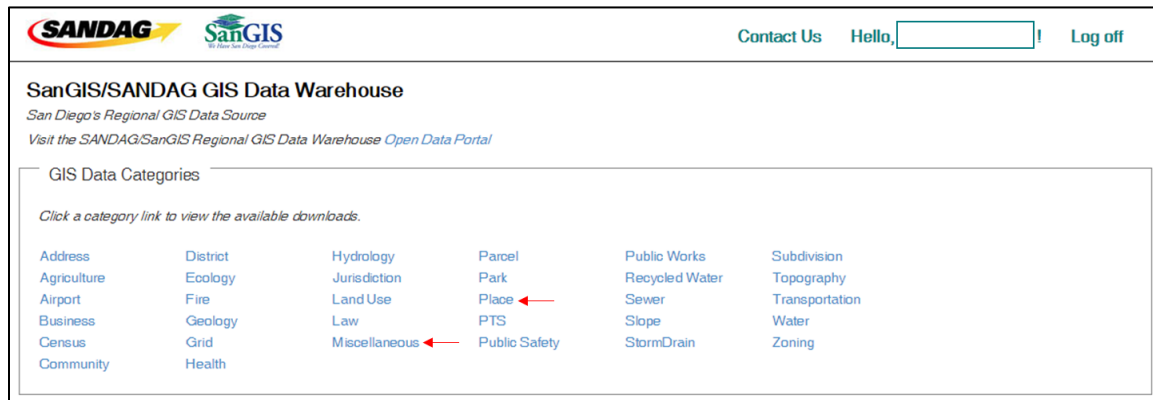 SANDAG SanGIS
We Have San Diego Covered!
Contact Us Hello, ! Log off
SanGIS/SANDAG GIS Data Warehouse
San Diego's Regional GIS Data Source
Visit the SANDAG/SanGIS Regional GIS Data Warehouse Open Data Portal
GIS Data Categories
Click a category link to view the available downloads.
Address District Hydrology Parcel Public Works Subdivision
Agriculture Ecology Jurisdiction Park Recycled Water Topography
Airport Fire Land Use Place Sewer Transportation
Business Geology Law PTS Slope Water
Census Grid Miscellaneous Public Safety StormDrain Zoning
Community Health